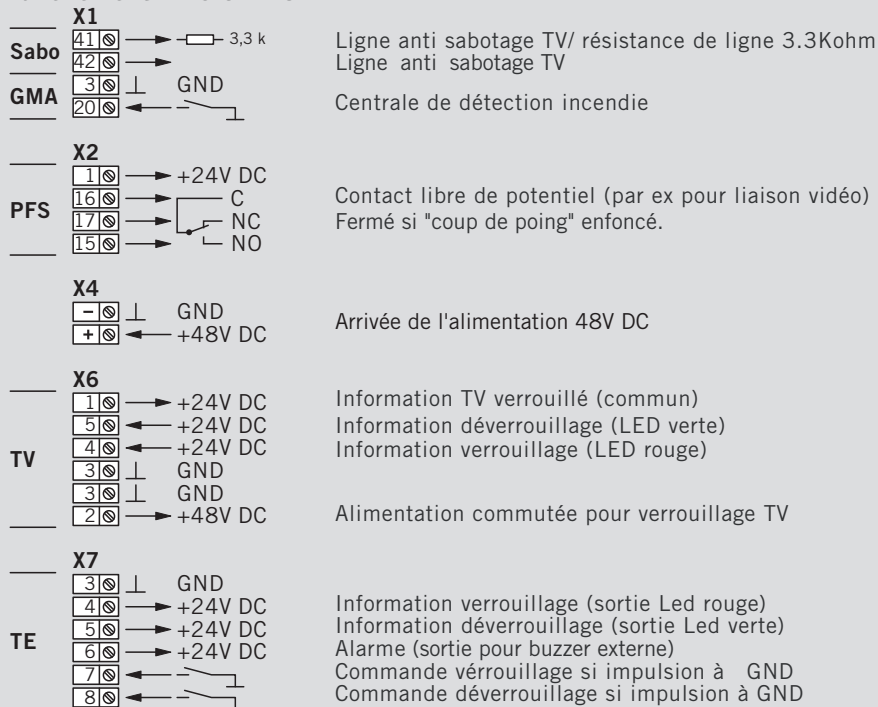 X1
Sabo
41 3,3 k Ligne anti sabotage TV/ résistance de ligne 3.3Kohm
42 Ligne anti sabotage TV
GMA
3 GND
20 Centrale de détection incendie
X2
PFS
1 +24V DC
16 C Contact libre de potentiel (par ex pour liaison vidéo)
17 NC Fermé si "coup de poing" enfoncé.
15 NO
X4
- GND
+ +48V DC Arrivée de l'alimentation 48V DC
X6
TV
1 +24V DC Information TV verrouillé (commun)
5 +24V DC Information déverrouillage (LED verte)
4 +24V DC Information verrouillage (LED rouge)
3 GND
3 GND
2 +48V DC Alimentation commutée pour verrouillage TV
X7
TE
3 GND
4 +24V DC Information verrouillage (sortie Led rouge)
5 +24V DC Information déverrouillage (sortie Led verte)
6 +24V DC Alarme (sortie pour buzzer externe)
7 Commande vérrouillage si impulsion à GND
8 Commande déverrouillage si impulsion à GND